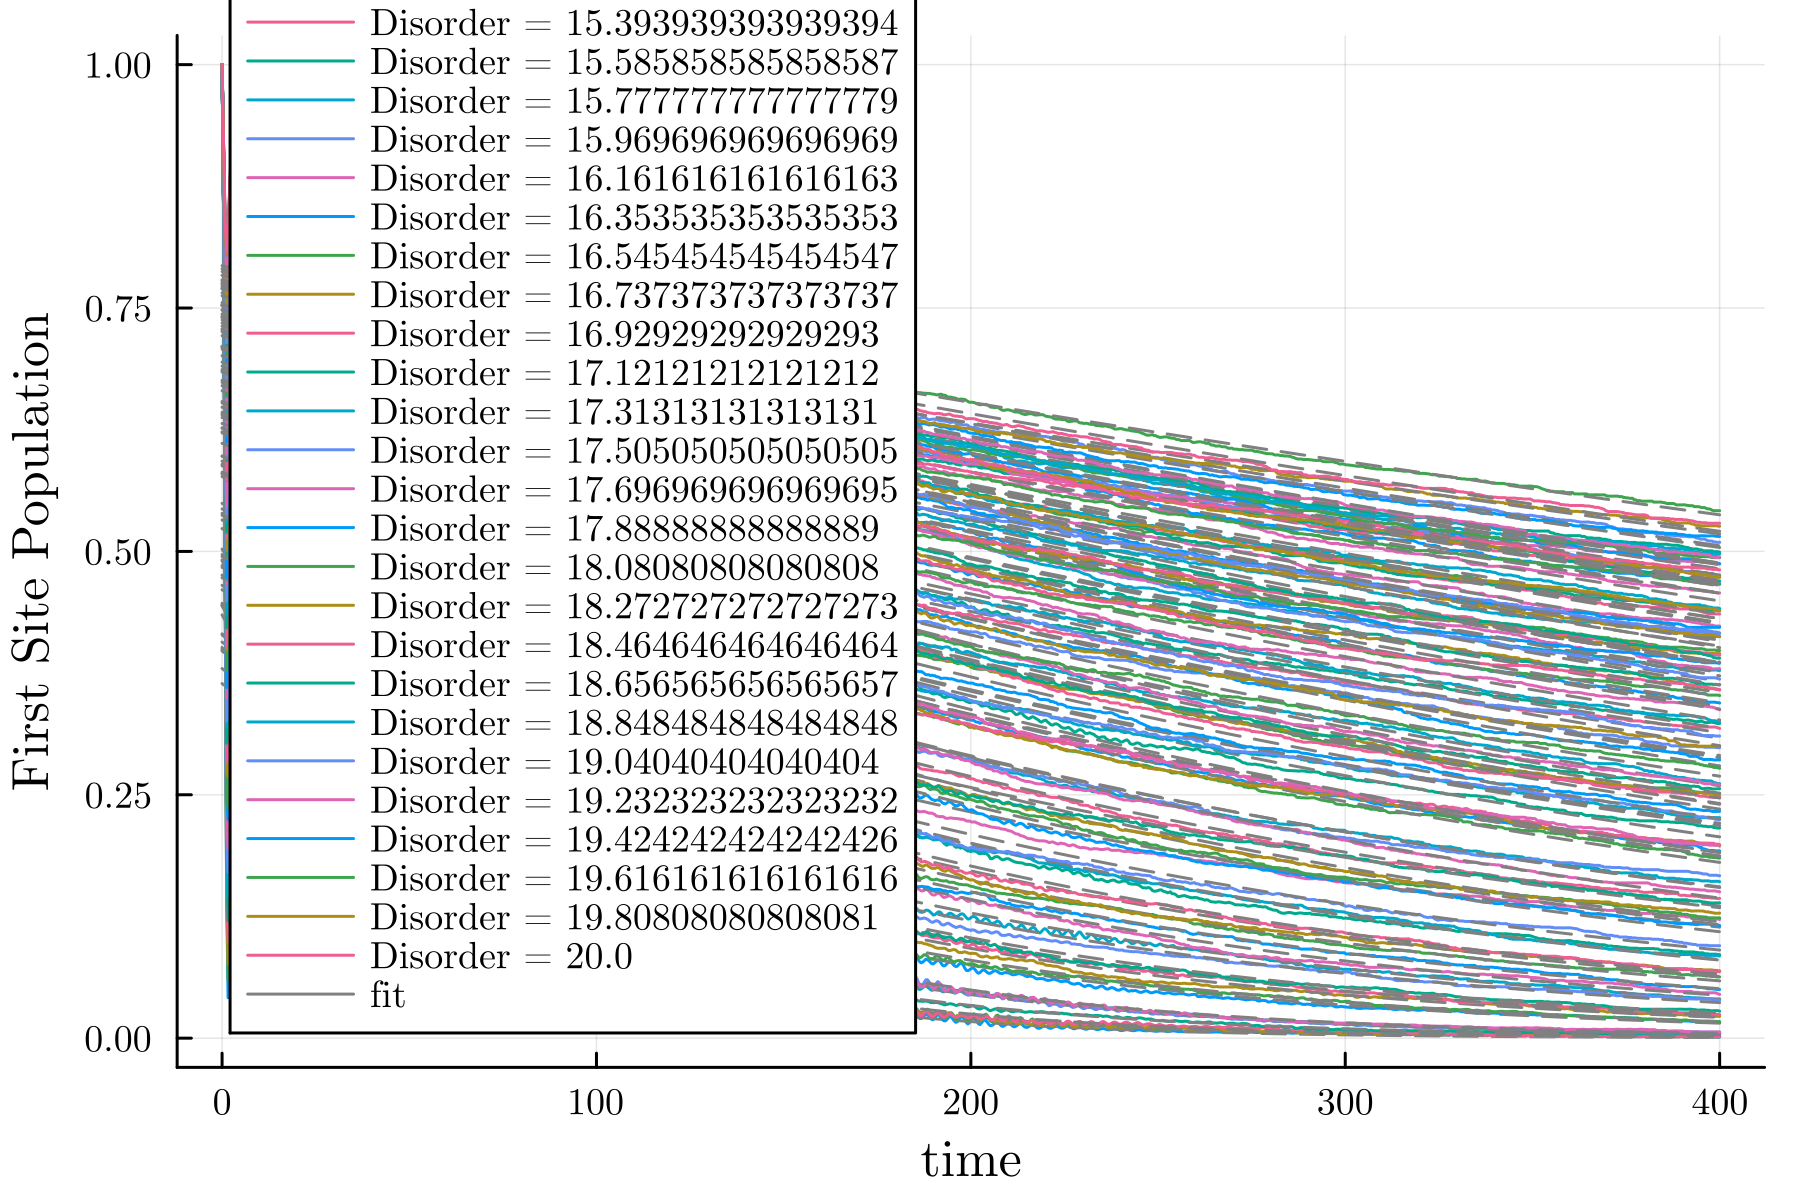 Disorder = 15.393939393939394
Disorder = 15.585858585858587
Disorder = 15.777777777777779
Disorder = 15.969696969696969
Disorder = 16.161616161616163
Disorder = 16.353535353535353
Disorder = 16.545454545454547
Disorder = 16.737373737373737
Disorder = 16.92929292929293
Disorder = 17.12121212121212
Disorder = 17.31313131313131
Disorder = 17.505050505050505
Disorder = 17.696969696969695
Disorder = 17.88888888888889
Disorder = 18.08080808080808
Disorder = 18.272727272727273
Disorder = 18.464646464646464
Disorder = 18.656565656565657
Disorder = 18.848484848484848
Disorder = 19.04040404040404
Disorder = 19.232323232323232
Disorder = 19.424242424242426
Disorder = 19.616161616161616
Disorder = 19.80808080808081
Disorder = 20.0
fit
1.00
0.75
0.50
0.25
0.00
First Site Population
0
100
200
300
400
time